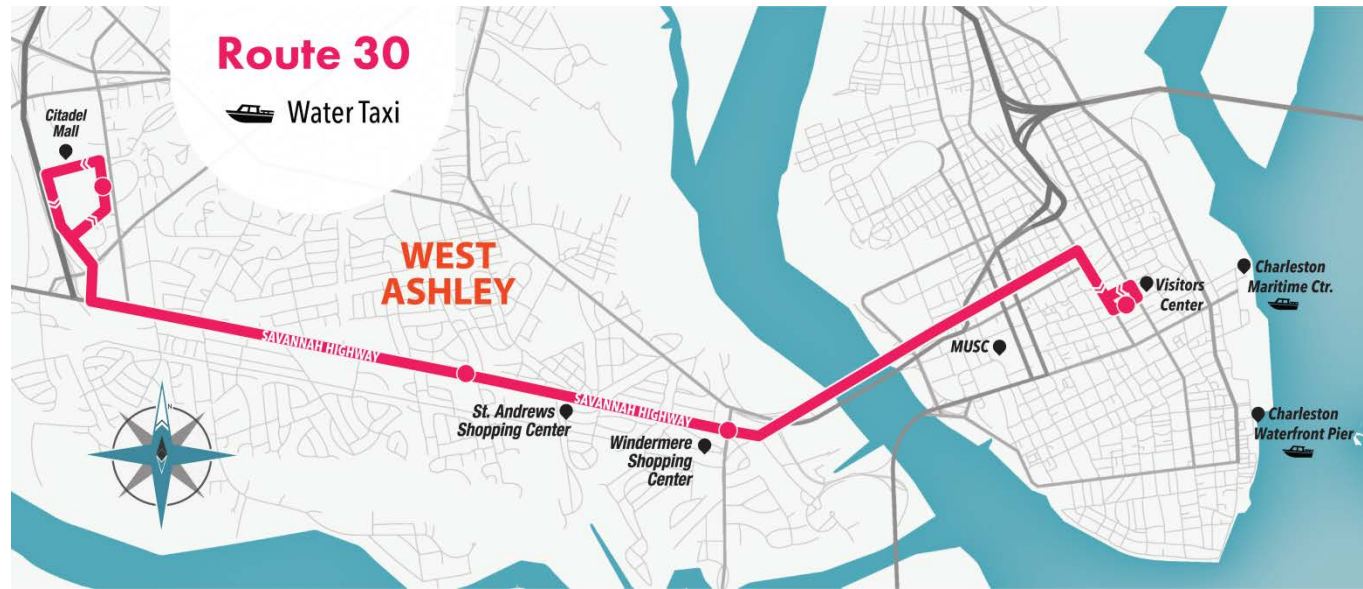 Route 30
Water Taxi
Citadel
Mall
WEST
ASHLEY
SAVANNAH HIGHWAY
St. Andrews
Shopping Center
SAVANNAH HIGHWAY
Windermere
Shopping
Center
MUSC
Visitors
Center
Charleston
Maritime Ctr.
Charleston
Waterfront Pier
N